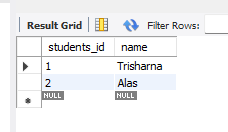 Result Grid Filter Rows:
students_id name
1 Trisharna
2 Alas
NULL NULL